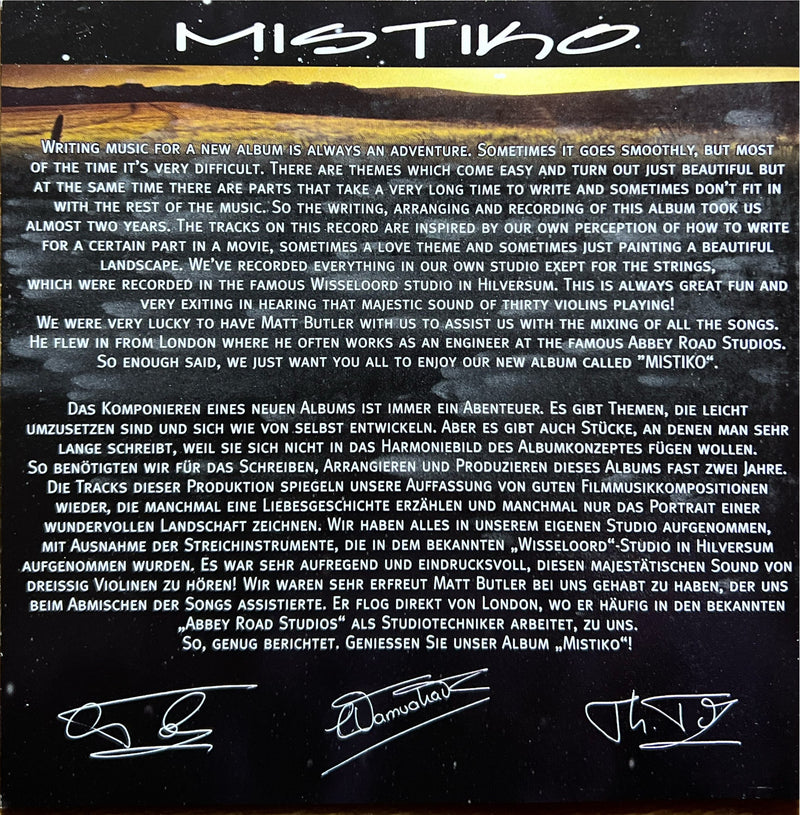 MISTIKO
WRITING MUSIC FOR A NEW ALBUM IS ALWAYS AN ADVENTURE. SOMETIMES IT GOES SMOOTHLY, BUT MOST
OF THE TIME IT'S VERY DIFFICULT. THERE ARE THEMES WHICH COME EASY AND TURN OUT JUST BEAUTIFUL BUT
AT THE SAME TIME THERE ARE PARTS THAT TAKE A VERY LONG TIME TO WRITE AND SOMETIMES DON'T FIT IN
WITH THE REST OF THE MUSIC. SO THE WRITING, ARRANGING AND RECORDING OF THIS ALBUM TOOK US
ALMOST TWO YEARS. THE TRACKS ON THIS RECORD ARE INSPIRED BY OUR OWN PERCEPTION OF HOW TO WRITE
FOR A CERTAIN PART IN A MOVIE, SOMETIMES A LOVE THEME AND SOMETIMES JUST PAINTING A BEAUTIFUL
LANDSCAPE. WE'VE RECORDED EVERYTHING IN OUR OWN STUDIO EXEPT FOR THE STRINGS,
WHICH WERE RECORDED IN THE FAMOUS WISSELOORD STUDIO IN HILVERSUM. THIS IS ALWAYS GREAT FUN AND
VERY EXITING IN HEARING THAT MAJESTIC SOUND OF THIRTY VIOLINS PLAYING!
WE WERE VERY LUCKY TO HAVE MATT BUTLER WITH US TO ASSIST US WITH THE MIXING OF ALL THE SONGS.
HE FLEW IN FROM LONDON WHERE HE OFTEN WORKS AS AN ENGINEER AT THE FAMOUS ABBEY ROAD STUDIOS.
SO ENOUGH SAID, WE JUST WANT YOU ALL TO ENJOY OUR NEW ALBUM CALLED "MISTIKO“.
DAS KOMPONIEREN EINES NEUEN ALBUMS IST IMMER EIN ABENTEUER. ES GIBT THEMEN, DIE LEICHT
UMZUSETZEN SIND UND SICH WIE VON SELBST ENTWICKELN. ABER ES GIBT AUCH STÜCKE, AN DENEN MAN SEHR
LANGE SCHREIBT, WEIL SIE SICH NICHT IN DAS HARMONIEBILD DES ALBUMKONZEPTES FÜGEN WOLLEN.
SO BENÖTIGTEN WIR FÜR DAS SCHREIBEN, ARRANGIEREN UND PRODUZIEREN DIESES ALBUMS FAST ZWEI JAHRE.
DIE TRACKS DIESER PRODUKTION SPIEGELN UNSERE AUFFASSUNG VON GUTEN FILMMUSIKKOMPOSITIONEN
WIEDER, DIE MANCHMAL EINE LIEBESGESCHICHTE ERZÄHLEN UND MANCHMAL NUR DAS PORTRAIT EINER
WUNDERVOLLEN LANDSCHAFT ZEICHNEN. WIR HABEN ALLES IN UNSEREM EIGENEN STUDIO AUFGENOMMEN,
MIT AUSNAHME DER STREICHINSTRUMENTE, DIE IN DEM BEKANNTEN „WISSELOORD“-STUDIO IN HILVERSUM
AUFGENOMMEN WURDEN. ES WAR SEHR AUFREGEND UND EINDRUCKSVOLL, DIESEN MAJESTÄTISCHEN SOUND VON
DREISSIG VIOLINEN ZU HÖREN! WIR WAREN SEHR ERFREUT MATT BUTLER BEI UNS GEHABT ZU HABEN, DER UNS
BEIM ABMISCHEN DER SONGS ASSISTIERTE. ER FLOG DIREKT VON LONDON, WO ER HÄUFIG IN DEN BEKANNTEN
„ABBEY ROAD STUDIOS“ ALS STUDIOTECHNIKER ARBEITET, ZU UNS.
SO, GENUG BERICHTET. GENIESSEN SIE UNSER ALBUM „MISTIKO“!